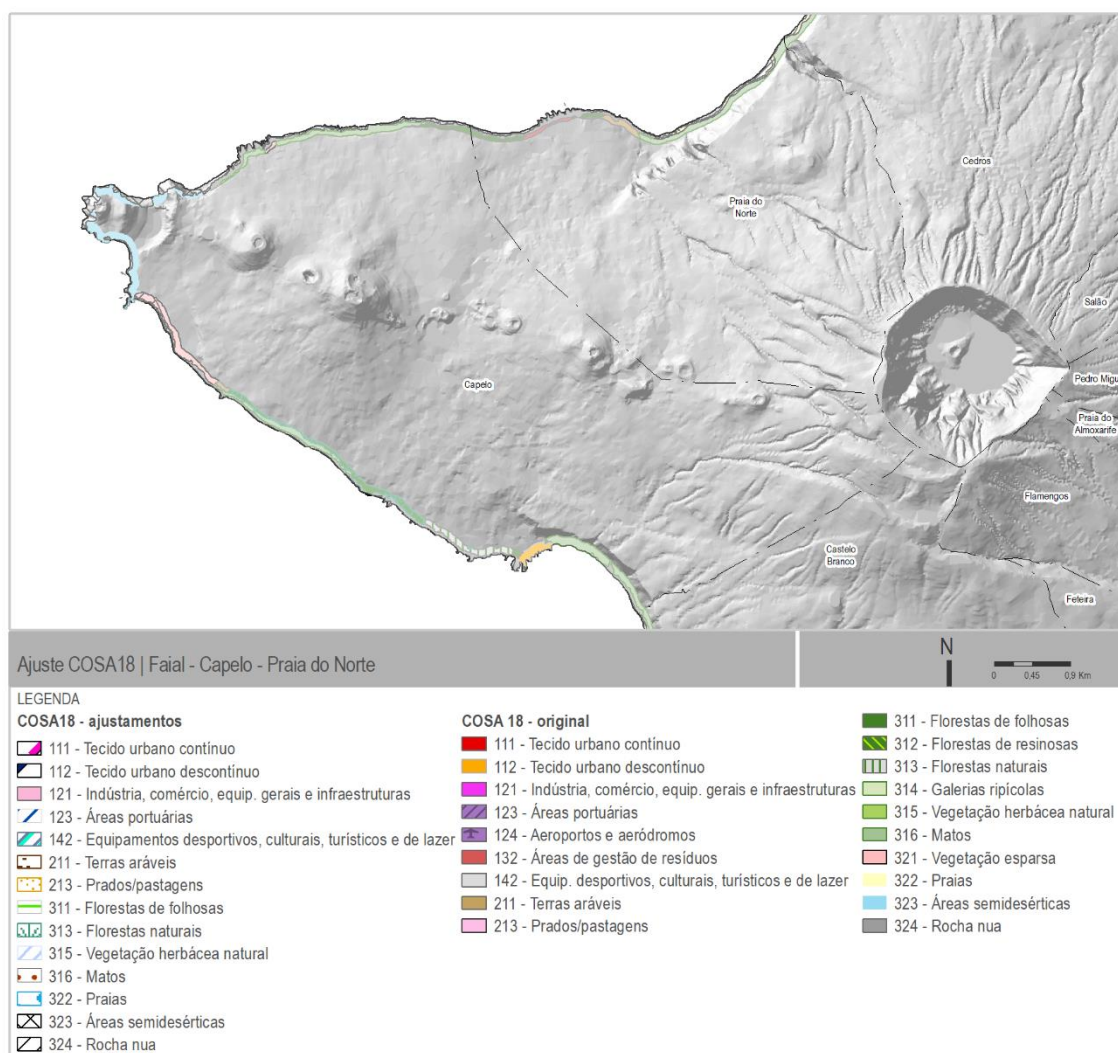 Cedros
Praia do
Norte
Salão
Capelo
Pedro Migu
Praia do
Almoxarife
Flamengos
Castelo
Branco
Feteira
Ajuste COSA18 | Faial - Capelo - Praia do Norte
N
0 0,45 0,9 Km
LEGENDA
COSA18 - ajustamentos
111 - Tecido urbano contínuo
112 - Tecido urbano descontínuo
121 - Indústria, comércio, equip. gerais e infraestruturas
123 - Áreas portuárias
142 - Equipamentos desportivos, culturais, turísticos e de lazer
211 - Terras aráveis
213 - Prados/pastagens
311 - Florestas de folhosas
313 - Florestas naturais
315 - Vegetação herbácea natural
316 - Matos
322 - Praias
323 - Áreas semidesérticas
324 - Rocha nua
COSA 18 - original
111 - Tecido urbano contínuo
112 - Tecido urbano descontínuo
121 - Indústria, comércio, equip. gerais e infraestruturas
123 - Áreas portuárias
124 - Aeroportos e aeródromos
132 - Áreas de gestão de resíduos
142 - Equip. desportivos, culturais, turísticos e de lazer
211 - Terras aráveis
213 - Prados/pastagens
311 - Florestas de folhosas
312 - Florestas de resinosas
313 - Florestas naturais
314 - Galerias ripícolas
315 - Vegetação herbácea natural
316 - Matos
321 - Vegetação esparsa
322 - Praias
323 - Áreas semidesérticas
324 - Rocha nua